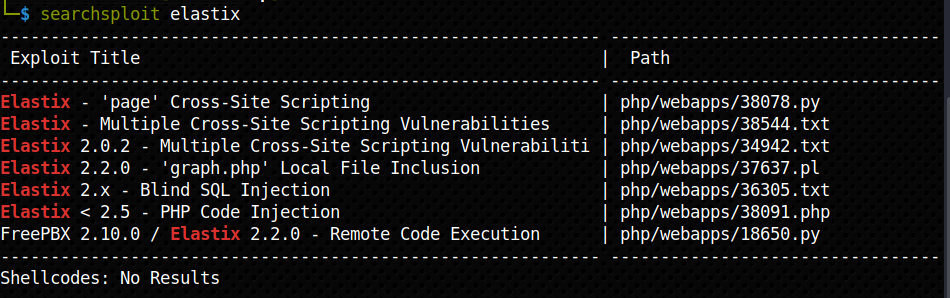 $ searchsploit elastix
------------------------------------------------------------ ---------------------------------
Exploit Title | Path
------------------------------------------------------------ ---------------------------------
Elastix - 'page' Cross-Site Scripting | php/webapps/38078.py
Elastix - Multiple Cross-Site Scripting Vulnerabilities | php/webapps/38544.txt
Elastix 2.0.2 - Multiple Cross-Site Scripting Vulnerabiliti | php/webapps/34942.txt
Elastix 2.2.0 - 'graph.php' Local File Inclusion | php/webapps/37637.pl
Elastix 2.x - Blind SQL Injection | php/webapps/36305.txt
Elastix < 2.5 - PHP Code Injection | php/webapps/38091.php
FreePBX 2.10.0 / Elastix 2.2.0 - Remote Code Execution | php/webapps/18650.py
------------------------------------------------------------ ---------------------------------
Shellcodes: No Results